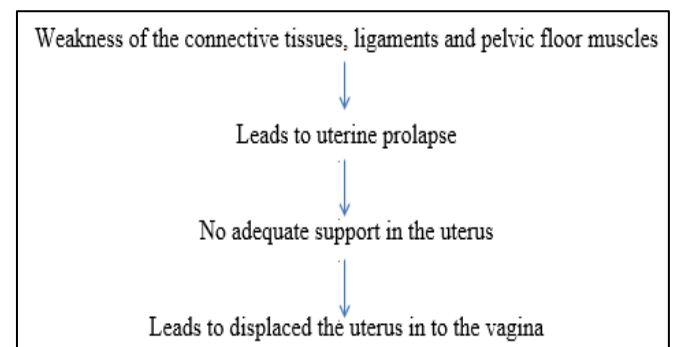 Weakness of the connective tissues, ligaments and pelvic floor muscles
Leads to uterine prolapse
No adequate support in the uterus
Leads to displaced the uterus in to the vagina